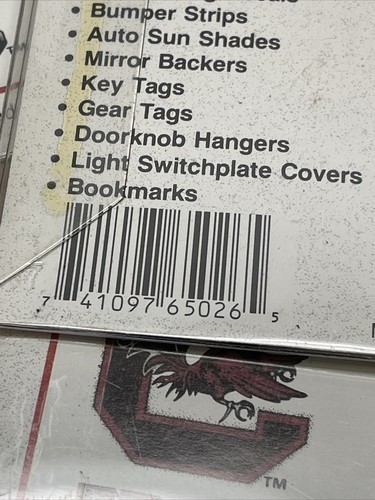 • Bumper Strips
• Auto Sun Shades
• Mirror Backers
• Key Tags
• Gear Tags
• Doorknob Hangers
• Light Switchplate Covers
• Bookmarks
7 41097 65026 5
TM